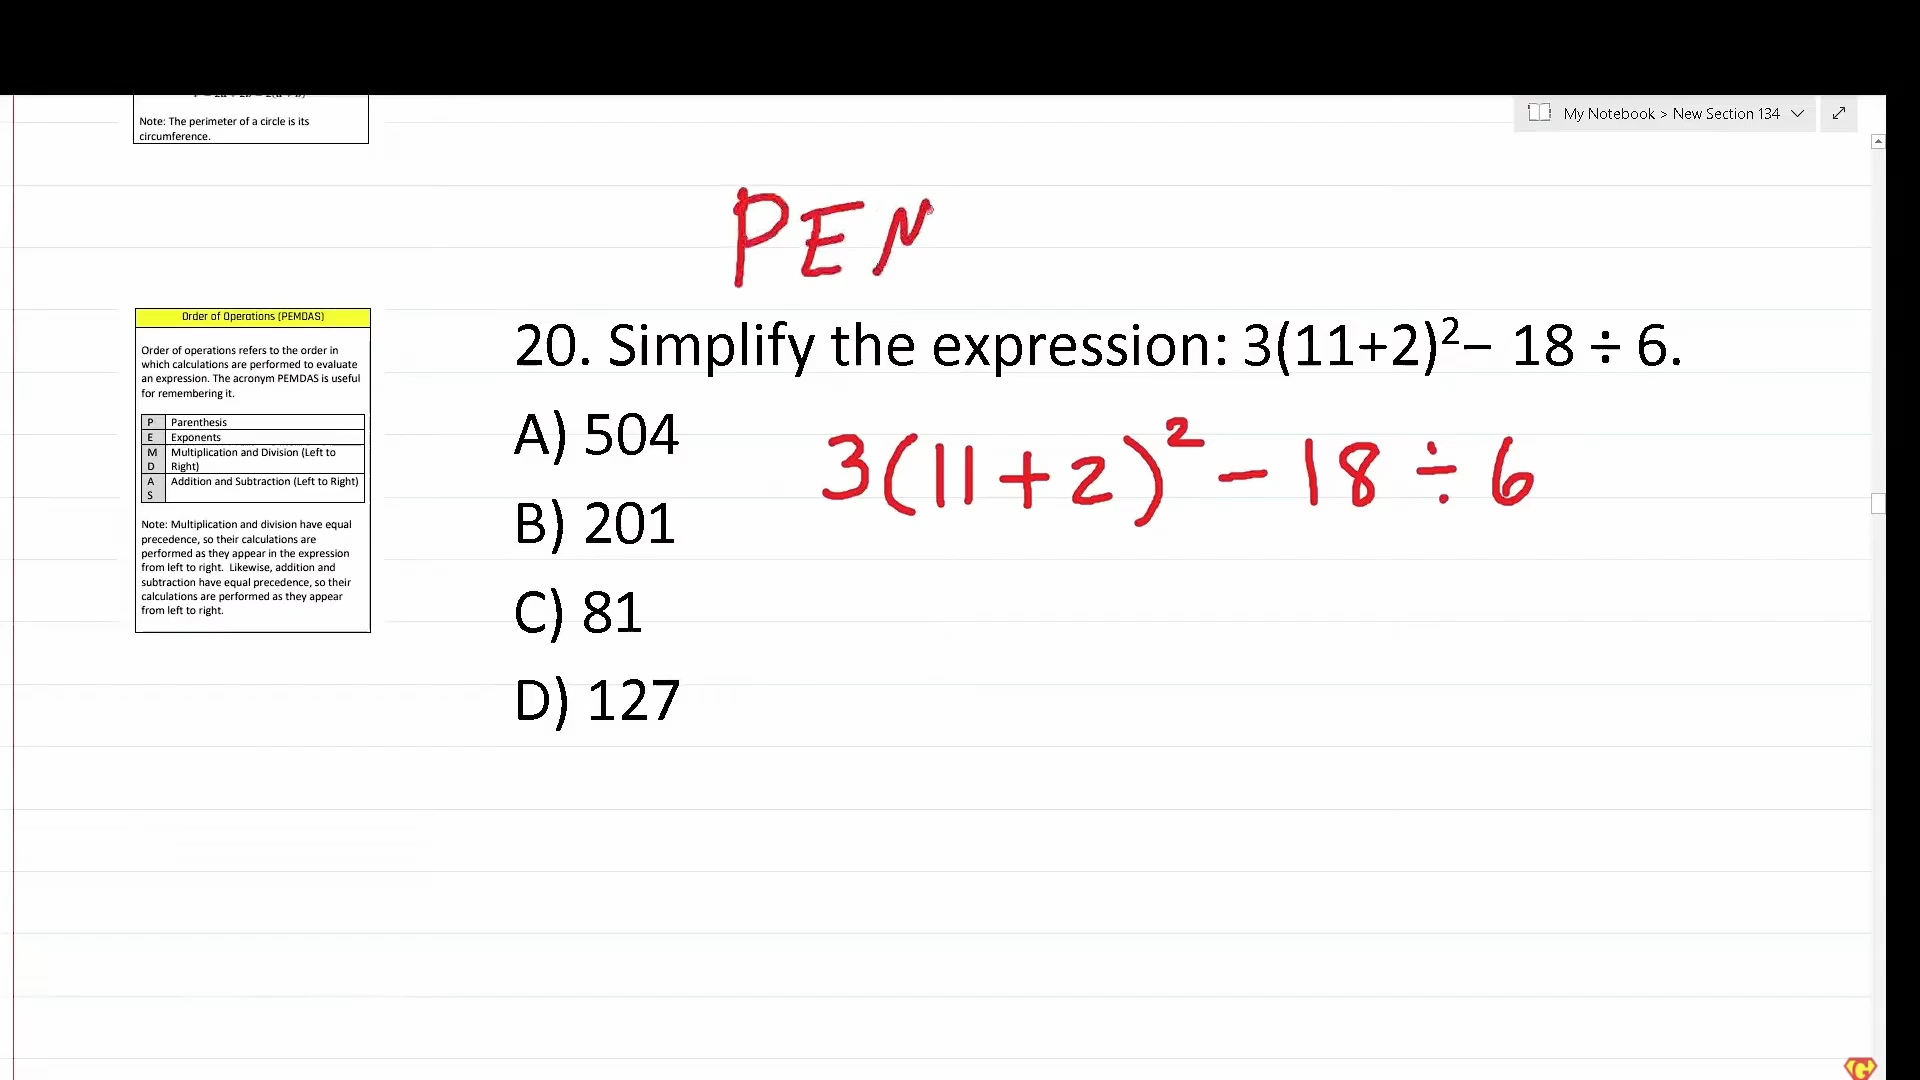 Note: The perimeter of a circle is its
circumference.
My Notebook > New Section 134
PEM
Order of Operations (PEMDAS)
Order of operations refers to the order in
which calculations are performed to evaluate
an expression. The acronym PEMDAS is useful
for remembering it.
P Parenthesis
E Exponents
M Multiplication and Division (Left to
D Right)
A Addition and Subtraction (Left to Right)
S
Note: Multiplication and division have equal
precedence, so their calculations are
performed as they appear in the expression
from left to right. Likewise, addition and
subtraction have equal precedence, so their
calculations are performed as they appear
from left to right.
20. Simplify the expression: 3(11+2)²– 18 ÷ 6.
A) 504
B) 201
C) 81
D) 127
3(11+2)² - 18 ÷ 6
G